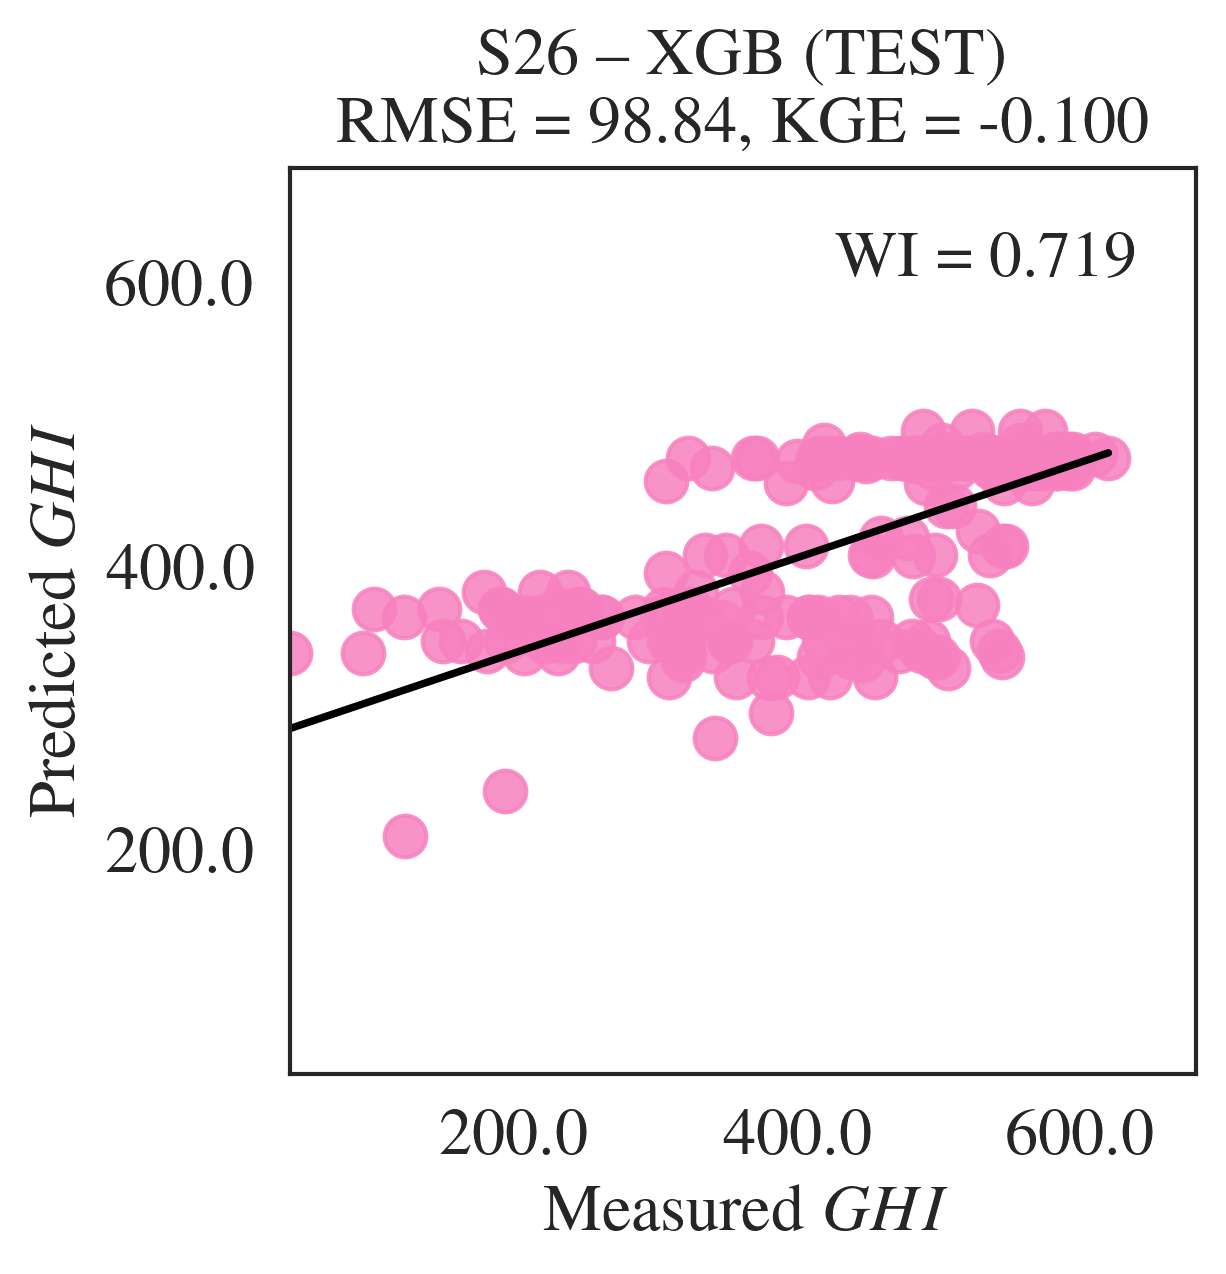 S26 – XGB (TEST)
RMSE = 98.84, KGE = -0.100
WI = 0.719
600.0
400.0
200.0
Predicted GHI
200.0 400.0 600.0
Measured GHI